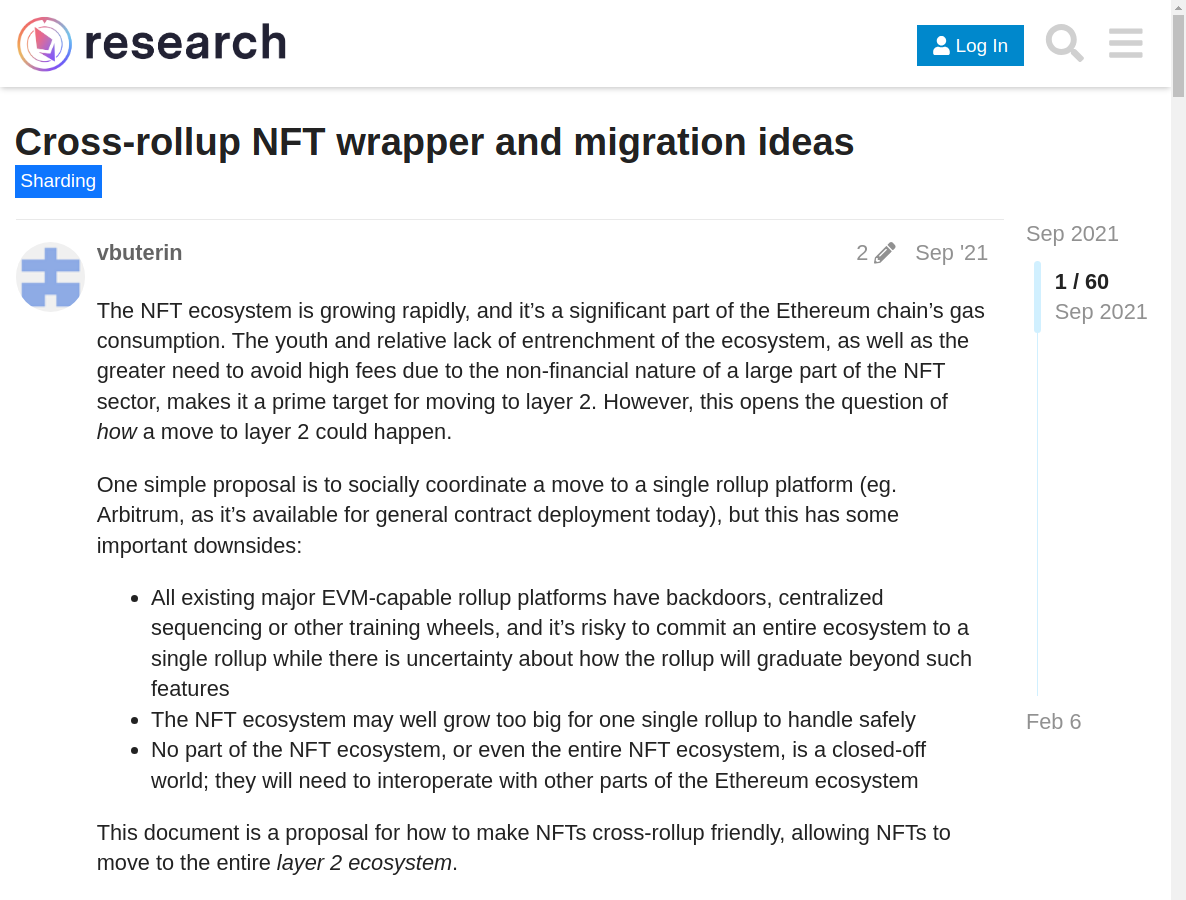 research
Log In
Cross-rollup NFT wrapper and migration ideas
Sharding
vbuterin
2
Sep '21
The NFT ecosystem is growing rapidly, and it’s a significant part of the Ethereum chain’s gas
consumption. The youth and relative lack of entrenchment of the ecosystem, as well as the
greater need to avoid high fees due to the non-financial nature of a large part of the NFT
sector, makes it a prime target for moving to layer 2. However, this opens the question of
how a move to layer 2 could happen.
One simple proposal is to socially coordinate a move to a single rollup platform (eg.
Arbitrum, as it’s available for general contract deployment today), but this has some
important downsides:
All existing major EVM-capable rollup platforms have backdoors, centralized
sequencing or other training wheels, and it’s risky to commit an entire ecosystem to a
single rollup while there is uncertainty about how the rollup will graduate beyond such
features
The NFT ecosystem may well grow too big for one single rollup to handle safely
No part of the NFT ecosystem, or even the entire NFT ecosystem, is a closed-off
world; they will need to interoperate with other parts of the Ethereum ecosystem
This document is a proposal for how to make NFTs cross-rollup friendly, allowing NFTs to
move to the entire layer 2 ecosystem.
Sep 2021
1 / 60
Sep 2021
Feb 6